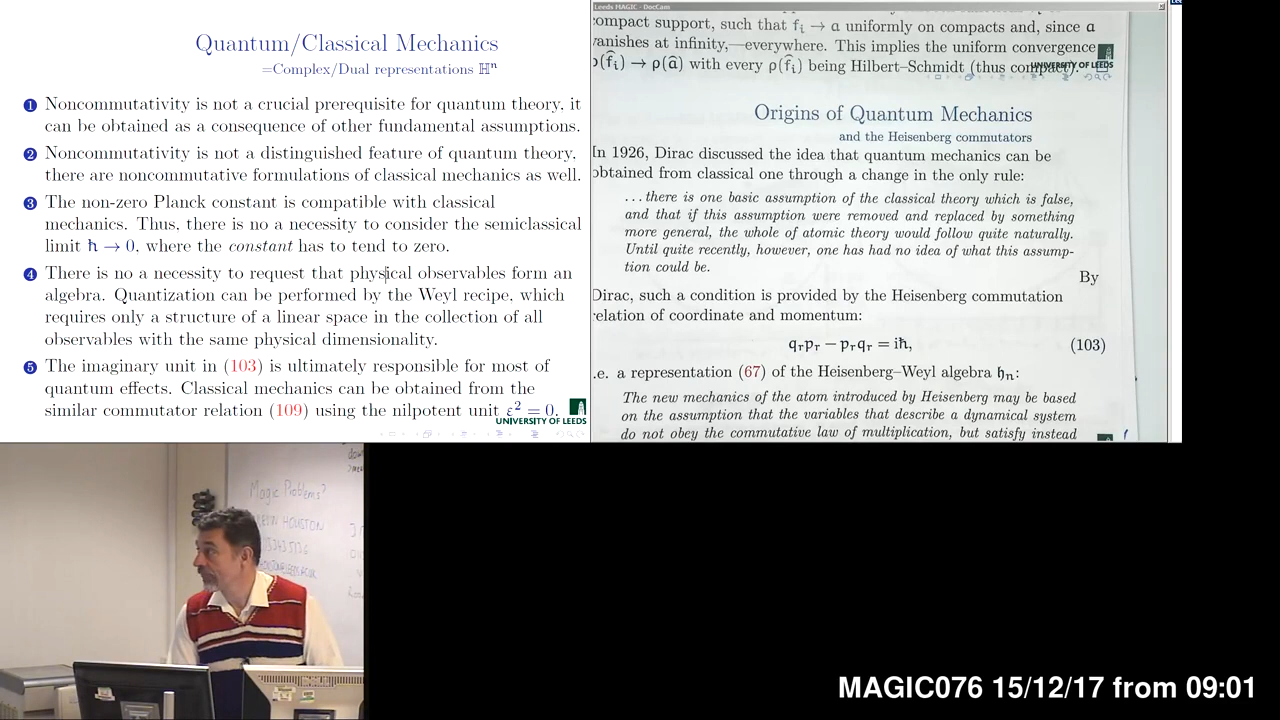 Quantum/Classical Mechanics
=Complex/Dual representations ℍⁿ
1 Noncommutativity is not a crucial prerequisite for quantum theory, it
can be obtained as a consequence of other fundamental assumptions.
2 Noncommutativity is not a distinguished feature of quantum theory,
there are noncommutative formulations of classical mechanics as well.
3 The non-zero Planck constant is compatible with classical
mechanics. Thus, there is no a necessity to consider the semiclassical
limit ħ → 0, where the constant has to tend to zero.
4 There is no a necessity to request that physical observables form an
algebra. Quantization can be performed by the Weyl recipe, which
requires only a structure of a linear space in the collection of all
observables with the same physical dimensionality.
5 The imaginary unit in (103) is ultimately responsible for most of
quantum effects. Classical mechanics can be obtained from the
similar commutator relation (109) using the nilpotent unit ε² = 0.
UNIVERSITY OF LEEDS
Leeds MAGIC - DocCam
compact support, such that fᵢ → a uniformly on compacts and, since a
vanishes at infinity,—everywhere. This implies the uniform convergence
ρ(f̂ᵢ) → ρ(â) with every ρ(f̂ᵢ) being Hilbert–Schmidt (thus compact).
UNIVERSITY OF LEEDS
Origins of Quantum Mechanics
and the Heisenberg commutators
In 1926, Dirac discussed the idea that quantum mechanics can be
obtained from classical one through a change in the only rule:
...there is one basic assumption of the classical theory which is false,
and that if this assumption were removed and replaced by something
more general, the whole of atomic theory would follow quite naturally.
Until quite recently, however, one has had no idea of what this assump-
tion could be.
By
Dirac, such a condition is provided by the Heisenberg commutation
relation of coordinate and momentum:
qᵣpᵣ − pᵣqᵣ = iħ, (103)
i.e. a representation (67) of the Heisenberg–Weyl algebra 𝔥ₙ:
The new mechanics of the atom introduced by Heisenberg may be based
on the assumption that the variables that describe a dynamical system
do not obey the commutative law of multiplication, but satisfy instead
Magic Problems?
HOUSTON
MAGIC076 15/12/17 from 09:01